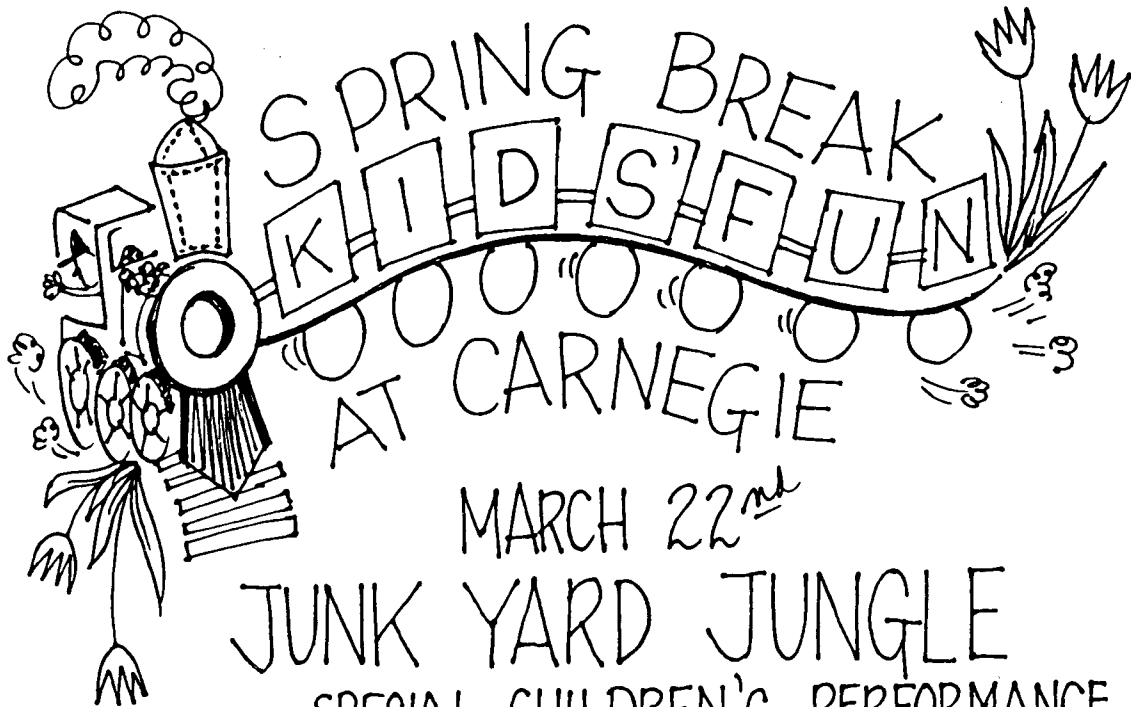 SPRING BREAK
KIDS' FUN
AT CARNEGIE
MARCH 22nd
JUNK YARD JUNGLE
SPECIAL CHILDREN'S PERFORMANCE